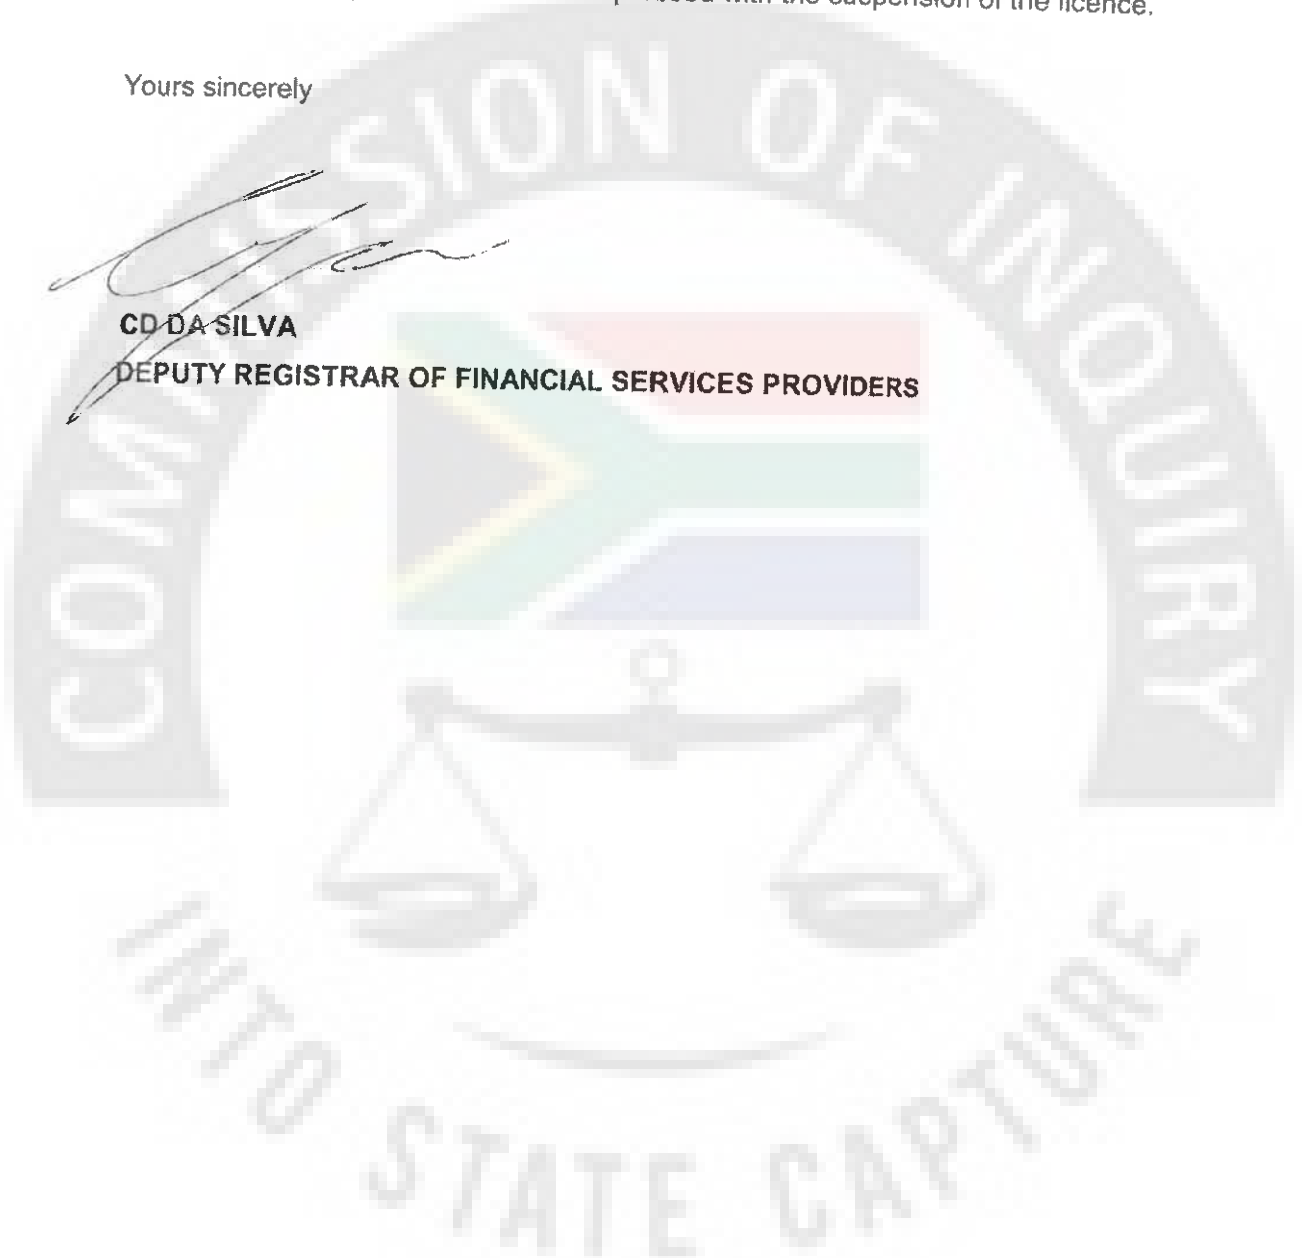 with the suspension of the licence.
Yours sincerely
CD DA SILVA
DEPUTY REGISTRAR OF FINANCIAL SERVICES PROVIDERS
COMMISSION OF INQUIRY
INTO STATE CAPTURE